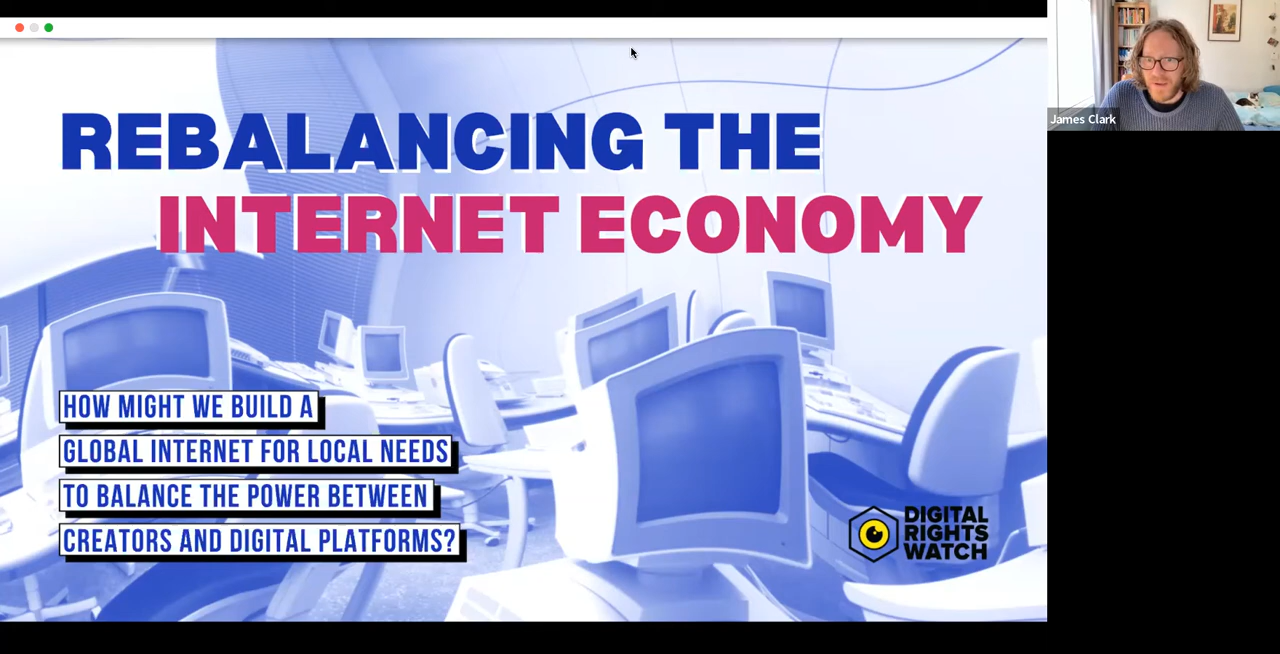 REBALANCING THE
INTERNET ECONOMY
HOW MIGHT WE BUILD A
GLOBAL INTERNET FOR LOCAL NEEDS
TO BALANCE THE POWER BETWEEN
CREATORS AND DIGITAL PLATFORMS?
DIGITAL
RIGHTS
WATCH
James Clark